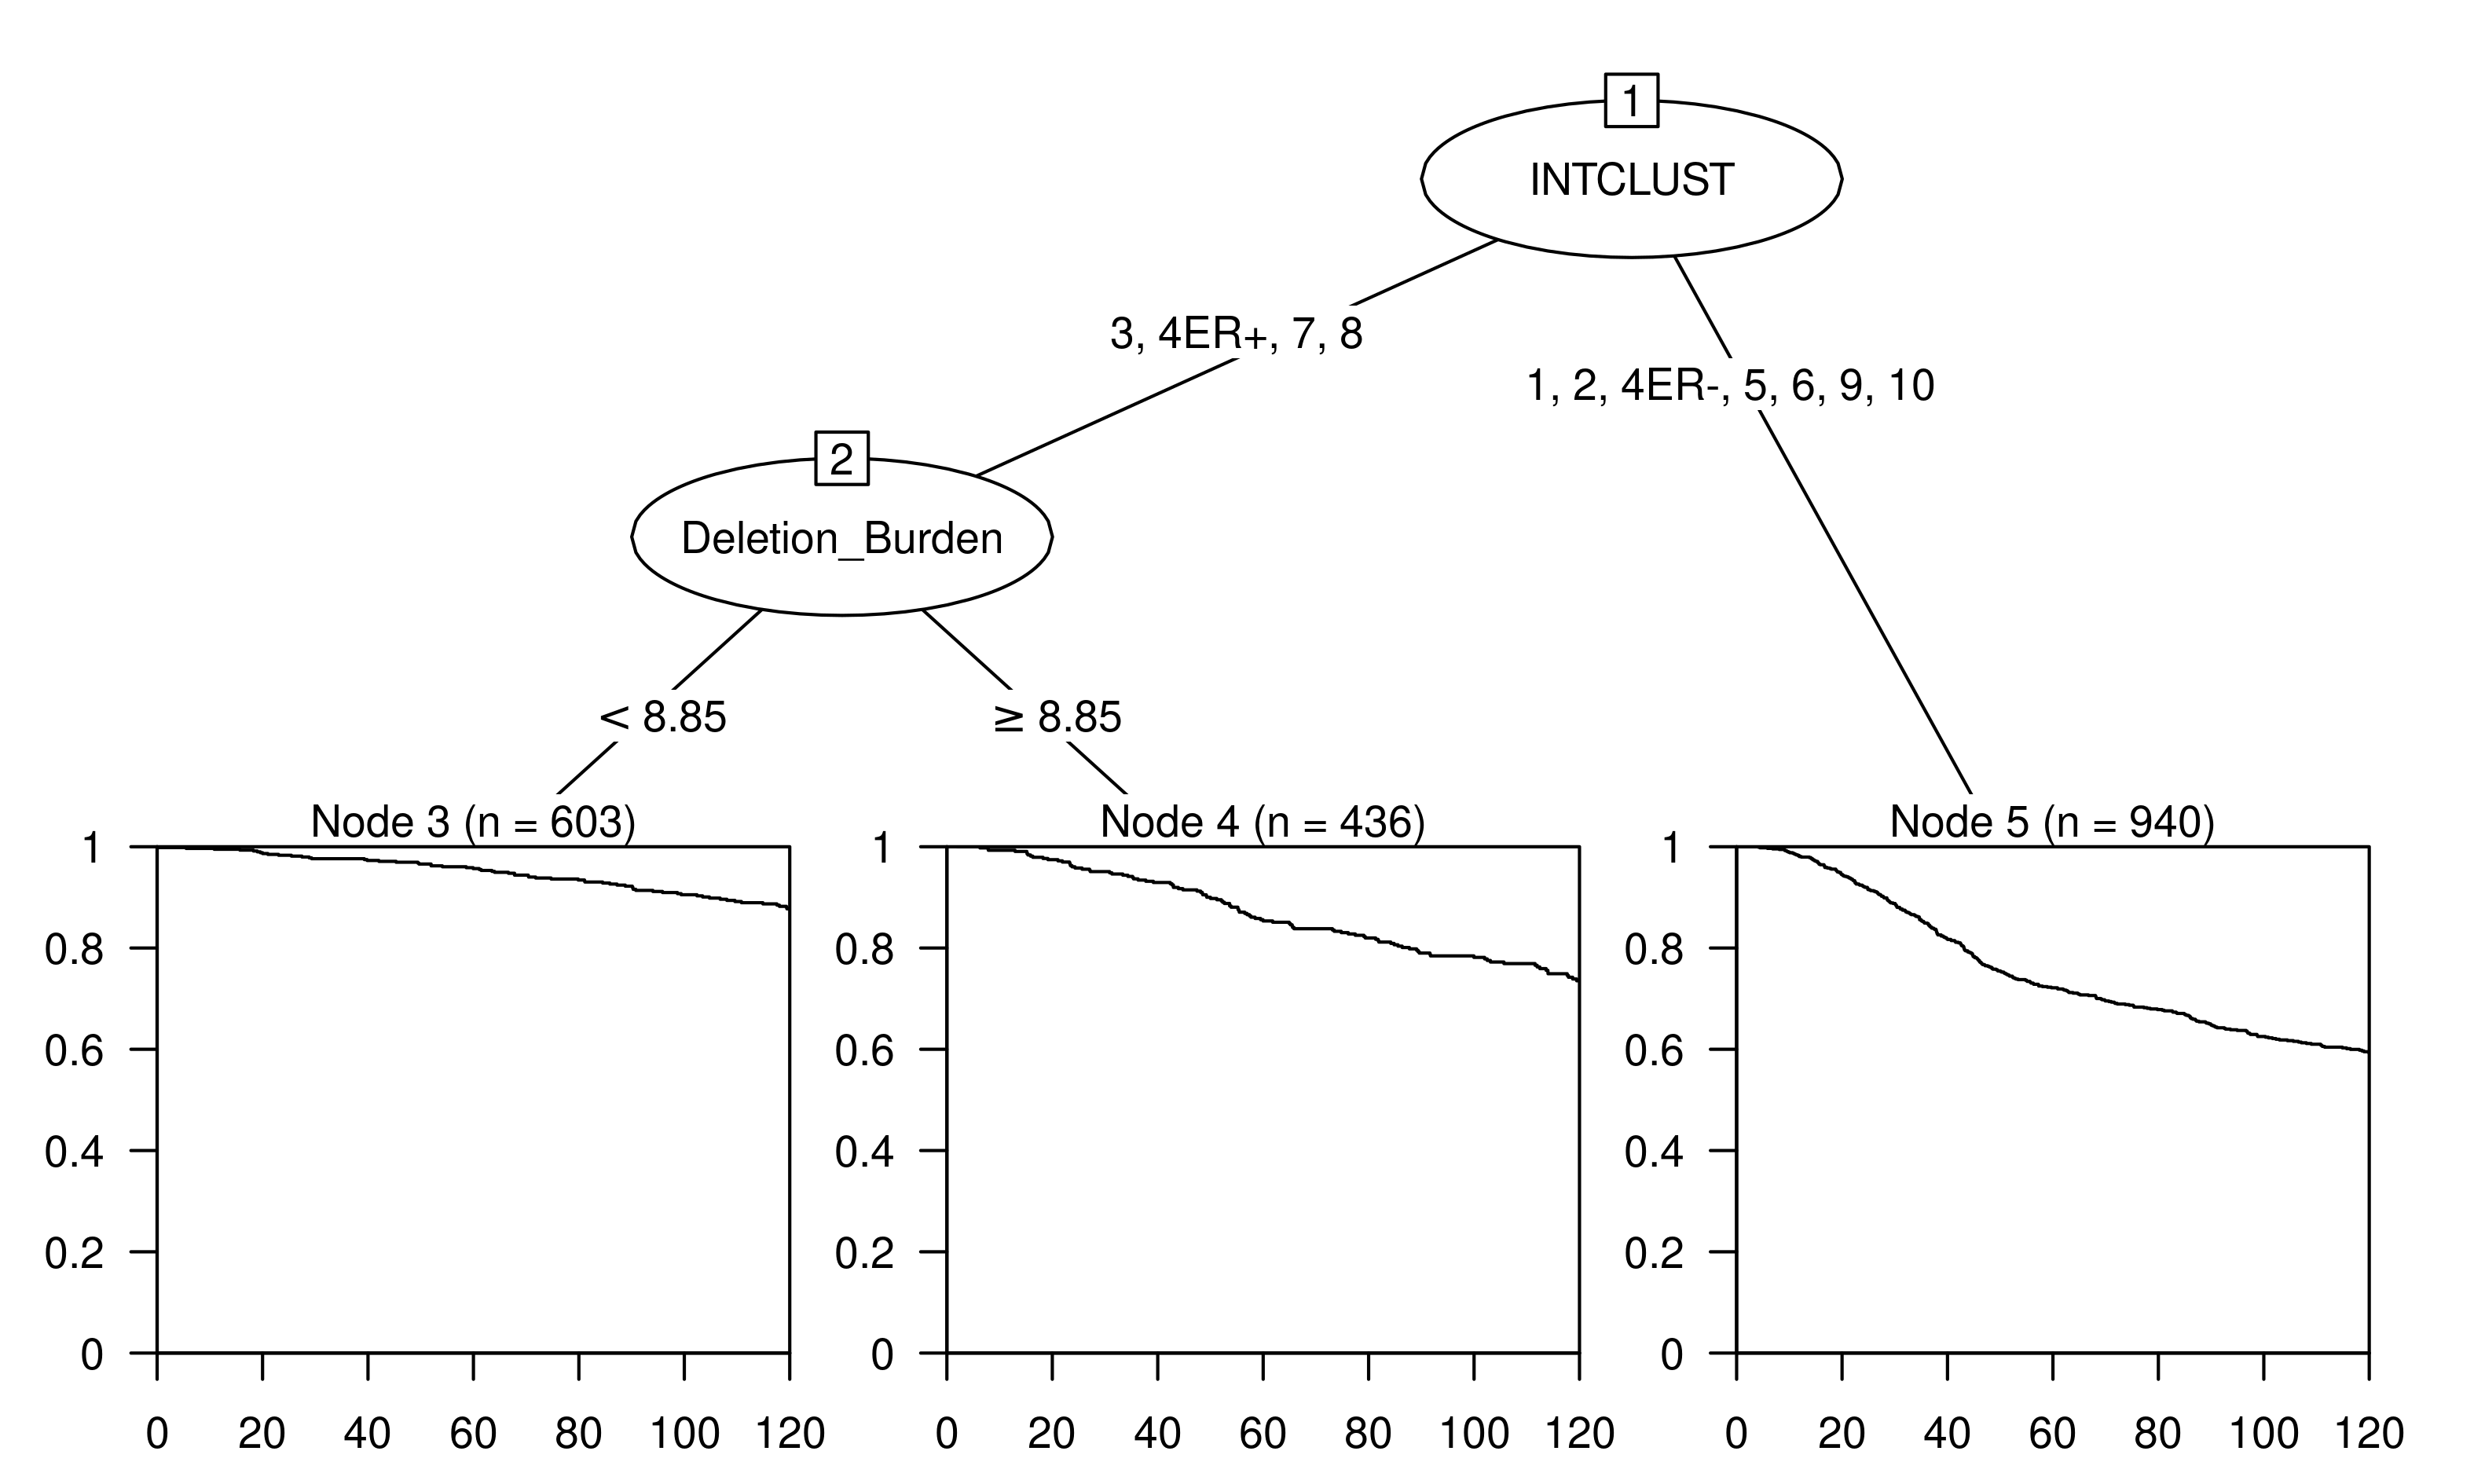 1
INTCLUST
3, 4ER+, 7, 8
1, 2, 4ER-, 5, 6, 9, 10
2
Deletion_Burden
< 8.85
≥ 8.85
Node 3 (n = 603)
1
0.8
0.6
0.4
0.2
0
0 20 40 60 80 100 120
Node 4 (n = 436)
1
0.8
0.6
0.4
0.2
0
0 20 40 60 80 100 120
Node 5 (n = 940)
1
0.8
0.6
0.4
0.2
0
0 20 40 60 80 100 120